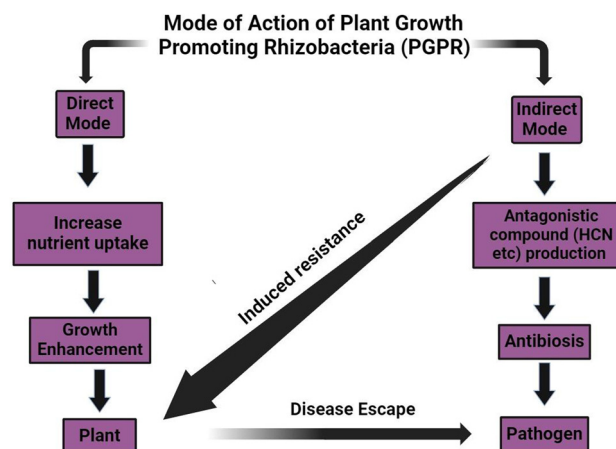 Mode of Action of Plant Growth
Promoting Rhizobacteria (PGPR)
Direct
Mode
Increase
nutrient uptake
Growth
Enhancement
Plant
Induced resistance
Disease Escape
Indirect
Mode
Antagonistic
compound (HCN
etc) production
Antibiosis
Pathogen